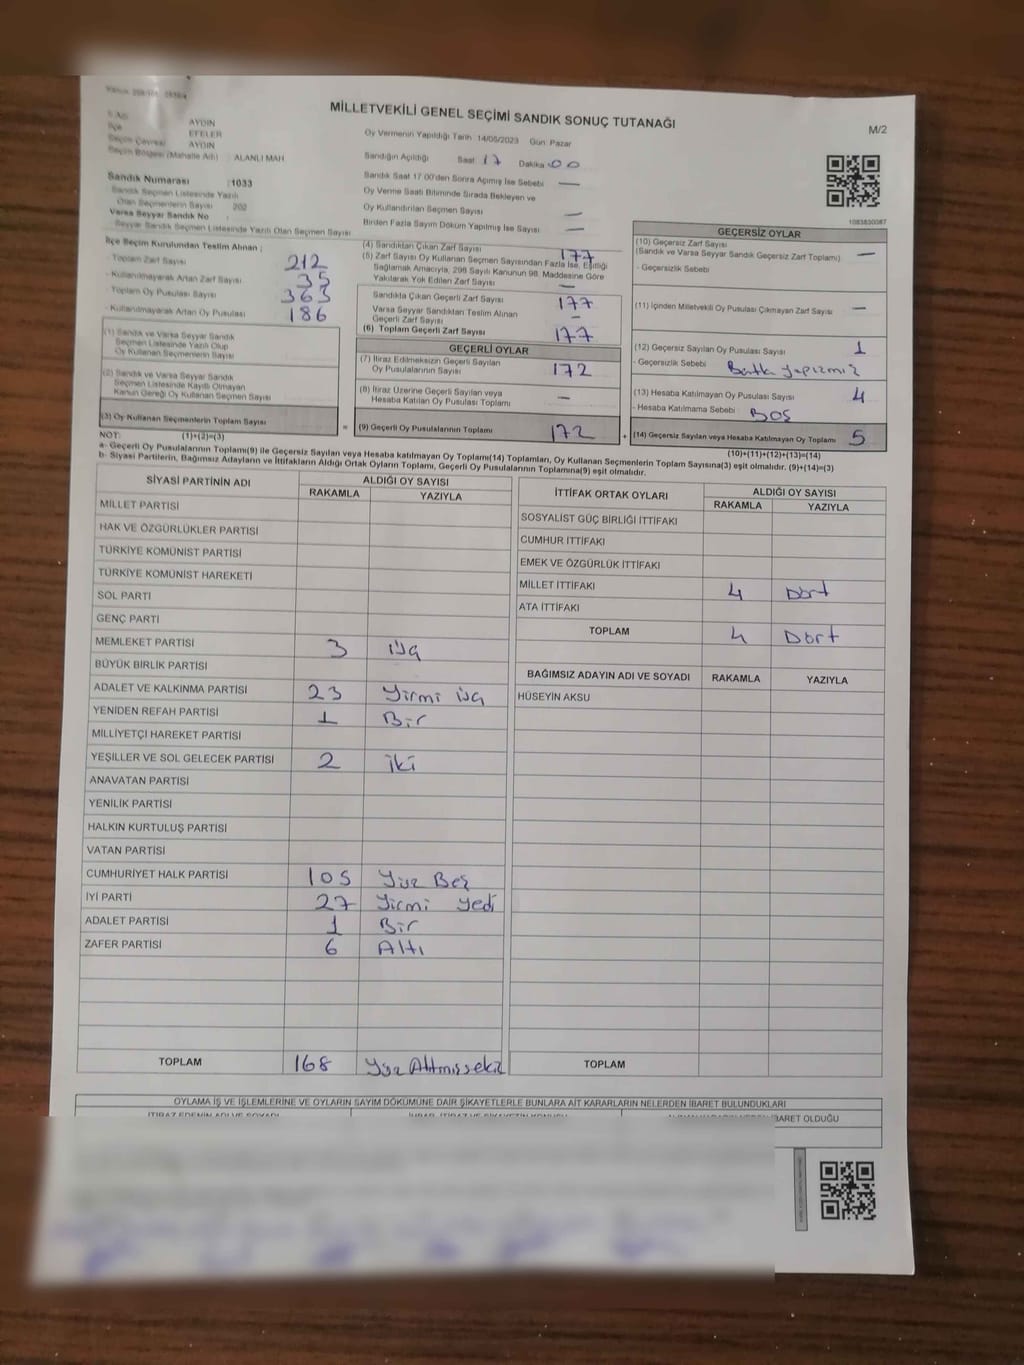 MİLLETVEKİLİ GENEL SEÇİMİ SANDIK SONUÇ TUTANAĞI
M/2
İlçe
AYDIN
EFELER
Seçim Çevresi AYDIN
Seçim Bölgesi (Mahalle Adı) : ALANLI MAH
Sandık Numarası :1033
Sandık Seçmen Listesinde Yazılı
Olan Seçmenlerin Sayısı 202
Varsa Seyyar Sandık No :
Seyyar Sandık Listesinde Yazılı Olan Seçmen Sayısı
Oy Vermenin Yapıldığı Tarih 14/05/2023 Gün: Pazar
Sandığın Açıldığı Saat 17 Dakika 00
Sandık Saat 17.00'den Sonra Açımış İse Sebebi —
Oy Verme Saati Bitiminde Sırada Bekleyen ve
Oy Kullandırılan Seçmen Sayısı —
Birden Fazla Sayım Döküm Yapılmış İse Sayısı —
1083830087
İlçe Seçim Kurulundan Teslim Alınan ;
- Toplam Zarf Sayısı 212
- Kullanılmayarak Artan Zarf Sayısı 35
- Toplam Oy Pusulası Sayısı 363
- Kullanılmayarak Artan Oy Pusulası 186
(1) Sandık ve Varsa Seyyar Sandık
Seçmen Listesinde Yazılı Olup
Oy Kullanan Seçmenlerin Sayısı
(2) Sandık ve Varsa Seyyar Sandık
Seçmen Listesinde Kayıtlı Olmayan
Kanun Gereği Oy Kullanan Seçmen Sayısı
(3) Oy Kullanan Seçmenlerin Toplam Sayısı
(4) Sandıktan Çıkan Zarf Sayısı 177
(5) Zarf Sayısı Oy Kullanan Seçmen Sayısından Fazla İse, Eşitliği
Sağlamak Amacıyla, 298 Sayılı Kanunun 98. Maddesine Göre
Yakılarak Yok Edilen Zarf Sayısı —
Sandıkta Çıkan Geçerli Zarf Sayısı 177
Varsa Seyyar Sandıktan Teslim Alınan
Geçerli Zarf Sayısı —
(6) Toplam Geçerli Zarf Sayısı 177
GEÇERLİ OYLAR
(7) İtiraz Edilmeksizin Geçerli Sayılan
Oy Pusulalarının Sayısı 172
(8) İtiraz Üzerine Geçerli Sayılan veya
Hesaba Katılan Oy Pusulası Toplamı —
= (9) Geçerli Oy Pusulalarının Toplamı 172 +
GEÇERSİZ OYLAR
(10) Geçersiz Zarf Sayısı
(Sandık ve Varsa Seyyar Sandık Geçersiz Zarf Toplamı) —
- Geçersizlik Sebebi
(11) İçinden Milletvekili Oy Pusulası Çıkmayan Zarf Sayısı —
(12) Geçersiz Sayılan Oy Pusulası Sayısı 1
- Geçersizlik Sebebi
(13) Hesaba Katılmayan Oy Pusulası Sayısı 4
- Hesaba Katılmama Sebebi : BOŞ
(14) Geçersiz Sayılan veya Hesaba Katılmayan Oy Toplamı 5
NOT: (1)+(2)=(3)
(10)+(11)+(12)+(13)=(14)
a- Geçerli Oy Pusulalarının Toplamı(9) ile Geçersiz Sayılan veya Hesaba Katılmayan Oy Toplamı(14) Toplamları, Oy Kullanan Seçmenlerin Toplam Sayısına(3) eşit olmalıdır. (9)+(14)=(3)
b- Siyasi Partilerin, Bağımsız Adayların ve İttifakların Aldığı Ortak Oyların Toplamı, Geçerli Oy Pusulalarının Toplamına(9) eşit olmalıdır.
SİYASİ PARTİNİN ADI ALDIĞI OY SAYISI
RAKAMLA YAZIYLA
MİLLET PARTİSİ
HAK VE ÖZGÜRLÜKLER PARTİSİ
TÜRKİYE KOMÜNİST PARTİSİ
TÜRKİYE KOMÜNİST HAREKETİ
SOL PARTİ
GENÇ PARTİ
MEMLEKET PARTİSİ 3 üç
BÜYÜK BİRLİK PARTİSİ
ADALET VE KALKINMA PARTİSİ 23 Yirmi üç
YENİDEN REFAH PARTİSİ 1 Bir
MİLLİYETÇİ HAREKET PARTİSİ
YEŞİLLER VE SOL GELECEK PARTİSİ 2 iki
ANAVATAN PARTİSİ
YENİLİK PARTİSİ
HALKIN KURTULUŞ PARTİSİ
VATAN PARTİSİ
CUMHURİYET HALK PARTİSİ 105 Yüz Beş
İYİ PARTİ 27 Yirmi yedi
ADALET PARTİSİ 1 Bir
ZAFER PARTİSİ 6 Altı
TOPLAM 168 Yüz Altmışsekiz
İTTİFAK ORTAK OYLARI ALDIĞI OY SAYISI
RAKAMLA YAZIYLA
SOSYALİST GÜÇ BİRLİĞİ İTTİFAKI
CUMHUR İTTİFAKI
EMEK VE ÖZGÜRLÜK İTTİFAKI
MİLLET İTTİFAKI 4 Dört
ATA İTTİFAKI
TOPLAM 4 Dört
BAĞIMSIZ ADAYIN ADI VE SOYADI RAKAMLA YAZIYLA
HÜSEYİN AKSU
TOPLAM
OYLAMA İŞ VE İŞLEMLERİNE VE OYLARIN SAYIM DÖKÜMÜNE DAİR ŞİKAYETLERLE BUNLARA AİT KARARLARIN NELERDEN İBARET BULUNDUKLARI
İBARET OLDUĞU